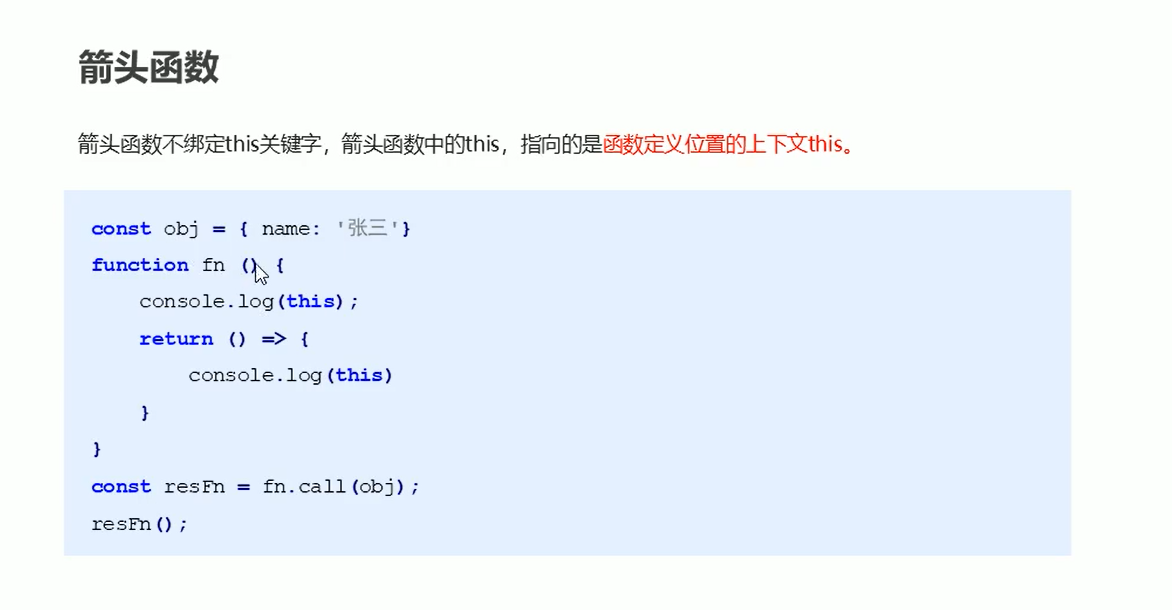 箭头函数
箭头函数不绑定this关键字，箭头函数中的this，指向的是函数定义位置的上下文this。
const obj = { name: '张三'}
function fn () {
    console.log(this);
    return () => {
        console.log(this)
    }
}
const resFn = fn.call(obj);
resFn();